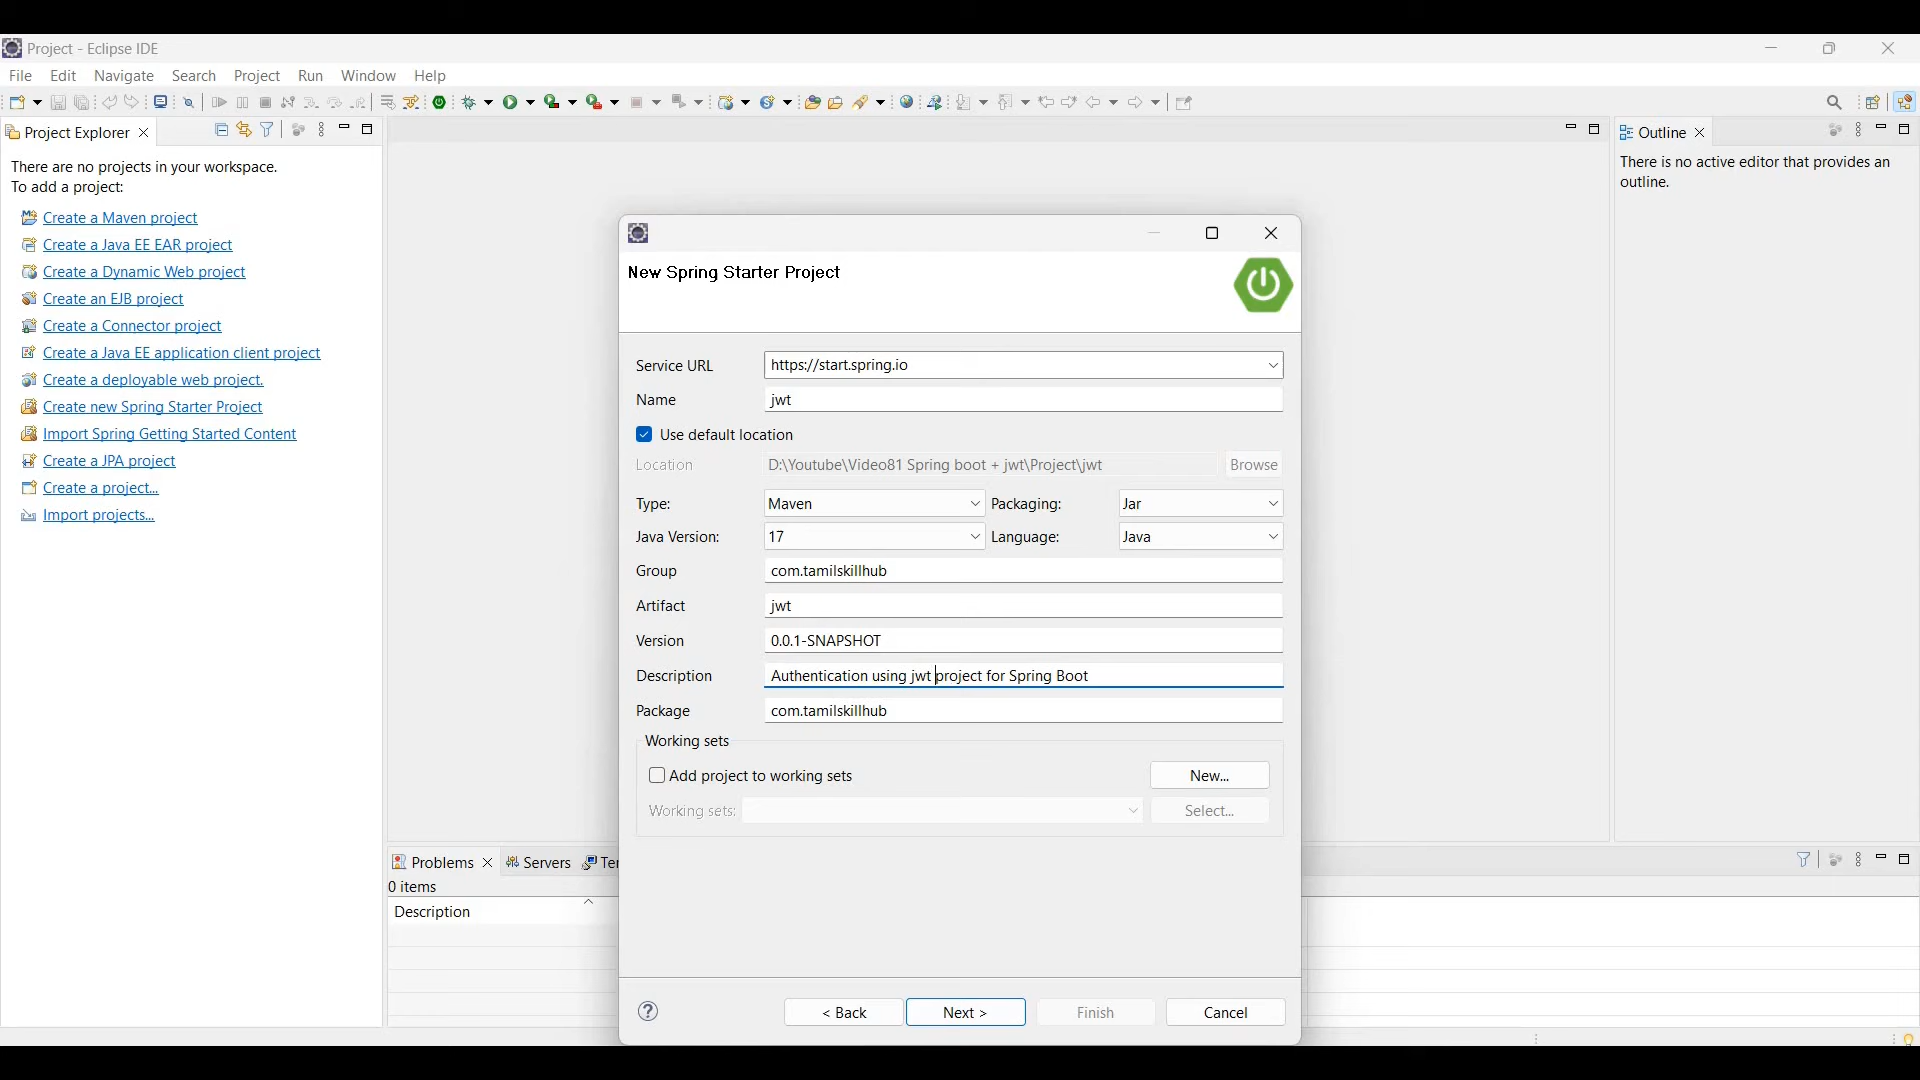 Project - Eclipse IDE
File Edit Navigate Search Project Run Window Help
Project Explorer
There are no projects in your workspace.
To add a project:
Create a Maven project
Create a Java EE EAR project
Create a Dynamic Web project
Create an EJB project
Create a Connector project
Create a Java EE application client project
Create a deployable web project.
Create new Spring Starter Project
Import Spring Getting Started Content
Create a JPA project
Create a project...
Import projects...
New Spring Starter Project
Service URL https://start.spring.io
Name jwt
Use default location
Location D:\Youtube\Video81 Spring boot + jwt\Project\jwt Browse
Type: Maven Packaging: Jar
Java Version: 17 Language: Java
Group com.tamilskillhub
Artifact jwt
Version 0.0.1-SNAPSHOT
Description Authentication using jwt project for Spring Boot
Package com.tamilskillhub
Working sets
Add project to working sets New...
Working sets: Select...
< Back Next > Finish Cancel
Outline
There is no active editor that provides an
outline.
Problems Servers Ter
0 items
Description